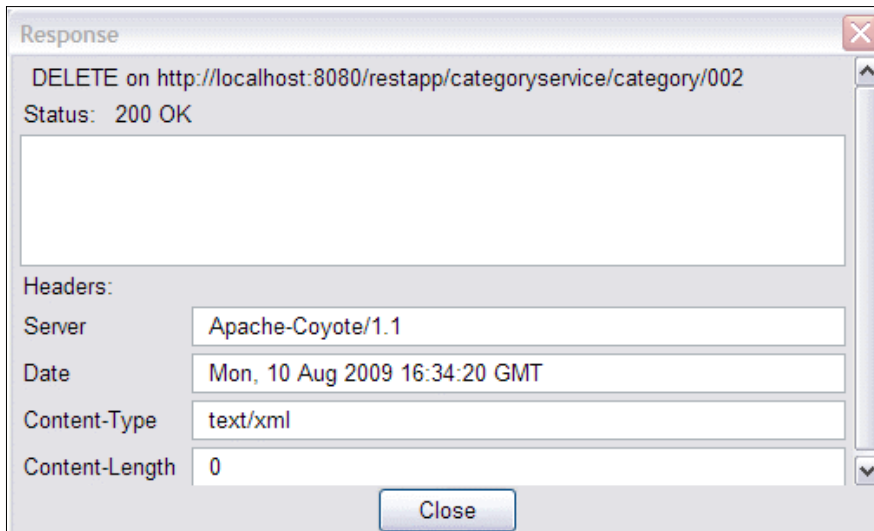 Response
DELETE on http://localhost:8080/restapp/categoryservice/category/002
Status: 200 OK
Headers:
Server Apache-Coyote/1.1
Date Mon, 10 Aug 2009 16:34:20 GMT
Content-Type text/xml
Content-Length 0
Close